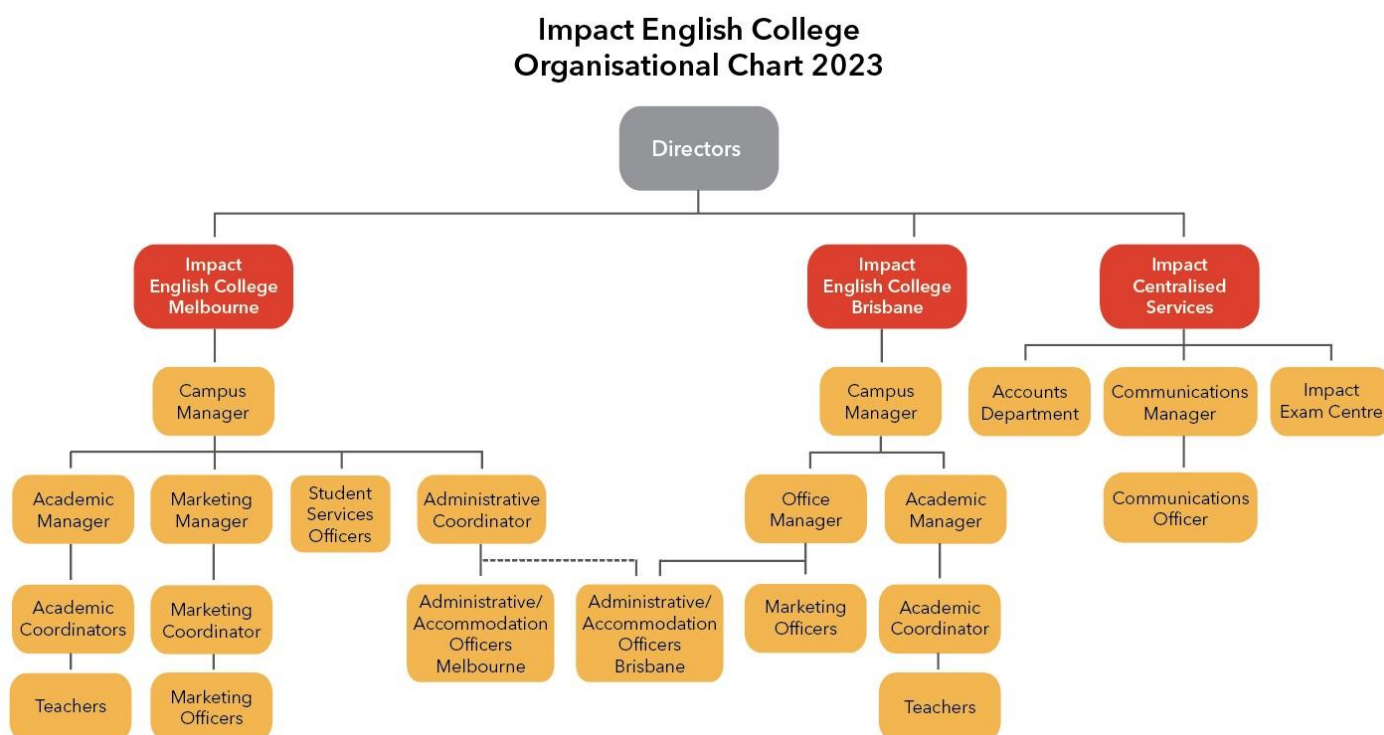 Impact English College
Organisational Chart 2023
Directors
Impact
English College
Melbourne
Impact
English College
Brisbane
Impact
Centralised
Services
Campus
Manager
Campus
Manager
Accounts
Department
Communications
Manager
Impact
Exam Centre
Academic
Manager
Marketing
Manager
Student
Services
Officers
Administrative
Coordinator
Office
Manager
Academic
Manager
Communications
Officer
Academic
Coordinators
Marketing
Coordinator
Administrative/
Accommodation
Officers
Melbourne
Administrative/
Accommodation
Officers
Brisbane
Marketing
Officers
Academic
Coordinator
Teachers
Marketing
Officers
Teachers